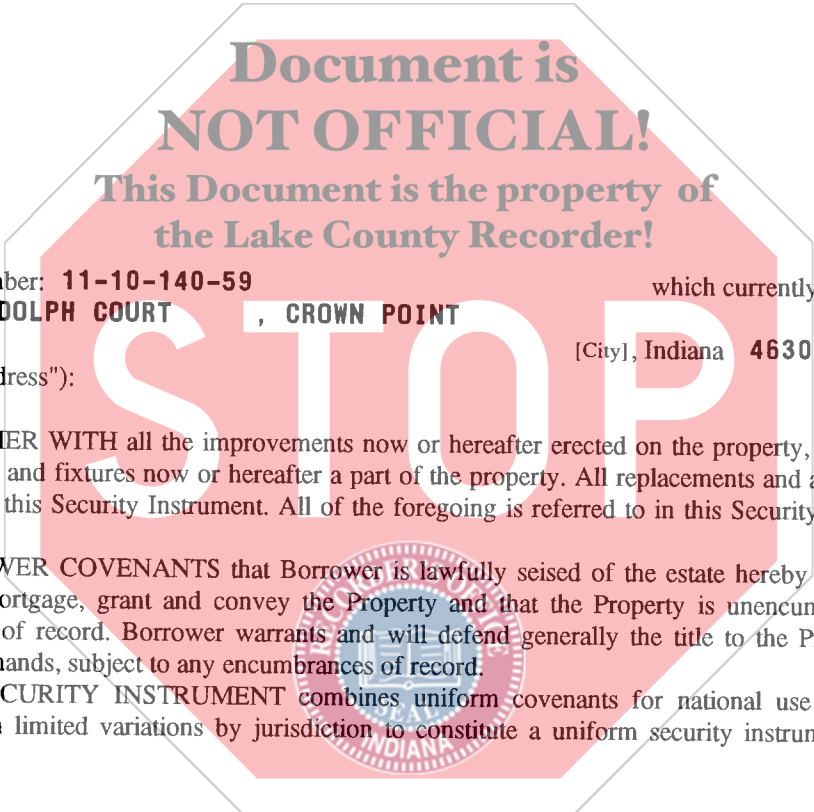 Document is
NOT OFFICIAL!
This Document is the property of
the Lake County Recorder!
ber: 11-10-140-59 which currently
DOLPH COURT , CROWN POINT
[City], Indiana 4630
dress"):
STOP
ER WITH all the improvements now or hereafter erected on the property,
and fixtures now or hereafter a part of the property. All replacements and a
this Security Instrument. All of the foregoing is referred to in this Security
WER COVENANTS that Borrower is lawfully seised of the estate hereby
ortgage, grant and convey the Property and that the Property is unencum
of record. Borrower warrants and will defend generally the title to the P
ands, subject to any encumbrances of record.
CURITY INSTRUMENT combines uniform covenants for national use
limited variations by jurisdiction to constitute a uniform security instrum
RECORDER OFFICE
SEAL
INDIANA